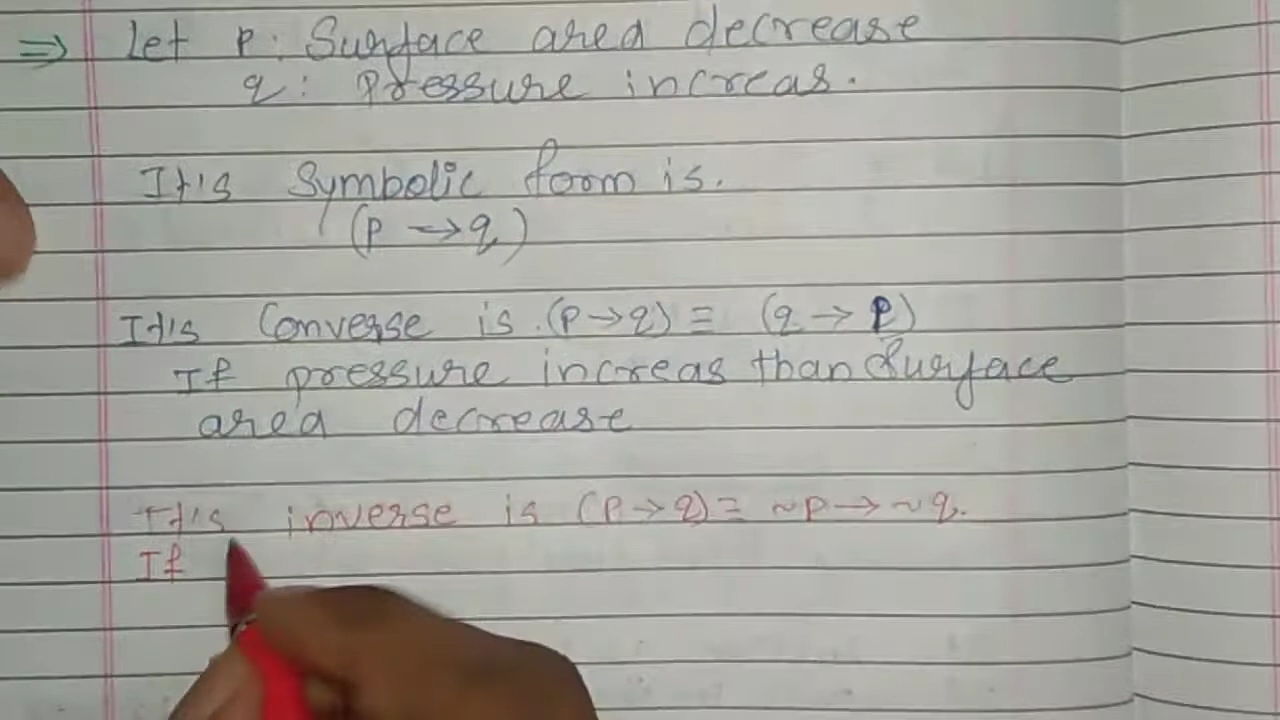 ⇒ Let p: Surface area decrease
q: Pressure increas.
It's Symbolic form is.
(p → q)
It's Converse is.(p→q) ≡ (q → p)
If pressure increas than Surface
area decrease
It's inverse is (p→q) = ~p → ~q.
If